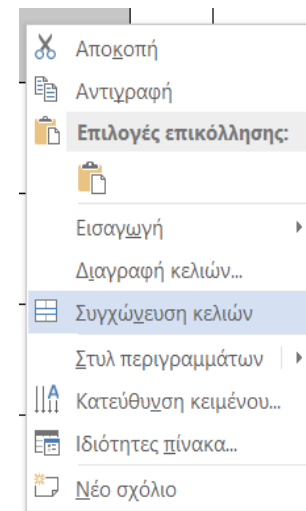 Αποκοπή
Αντιγραφή
Επιλογές επικόλλησης:
Εισαγωγή
Διαγραφή κελιών...
Συγχώνευση κελιών
Στυλ περιγραμμάτων
Κατεύθυνση κειμένου...
Ιδιότητες πίνακα...
Νέο σχόλιο